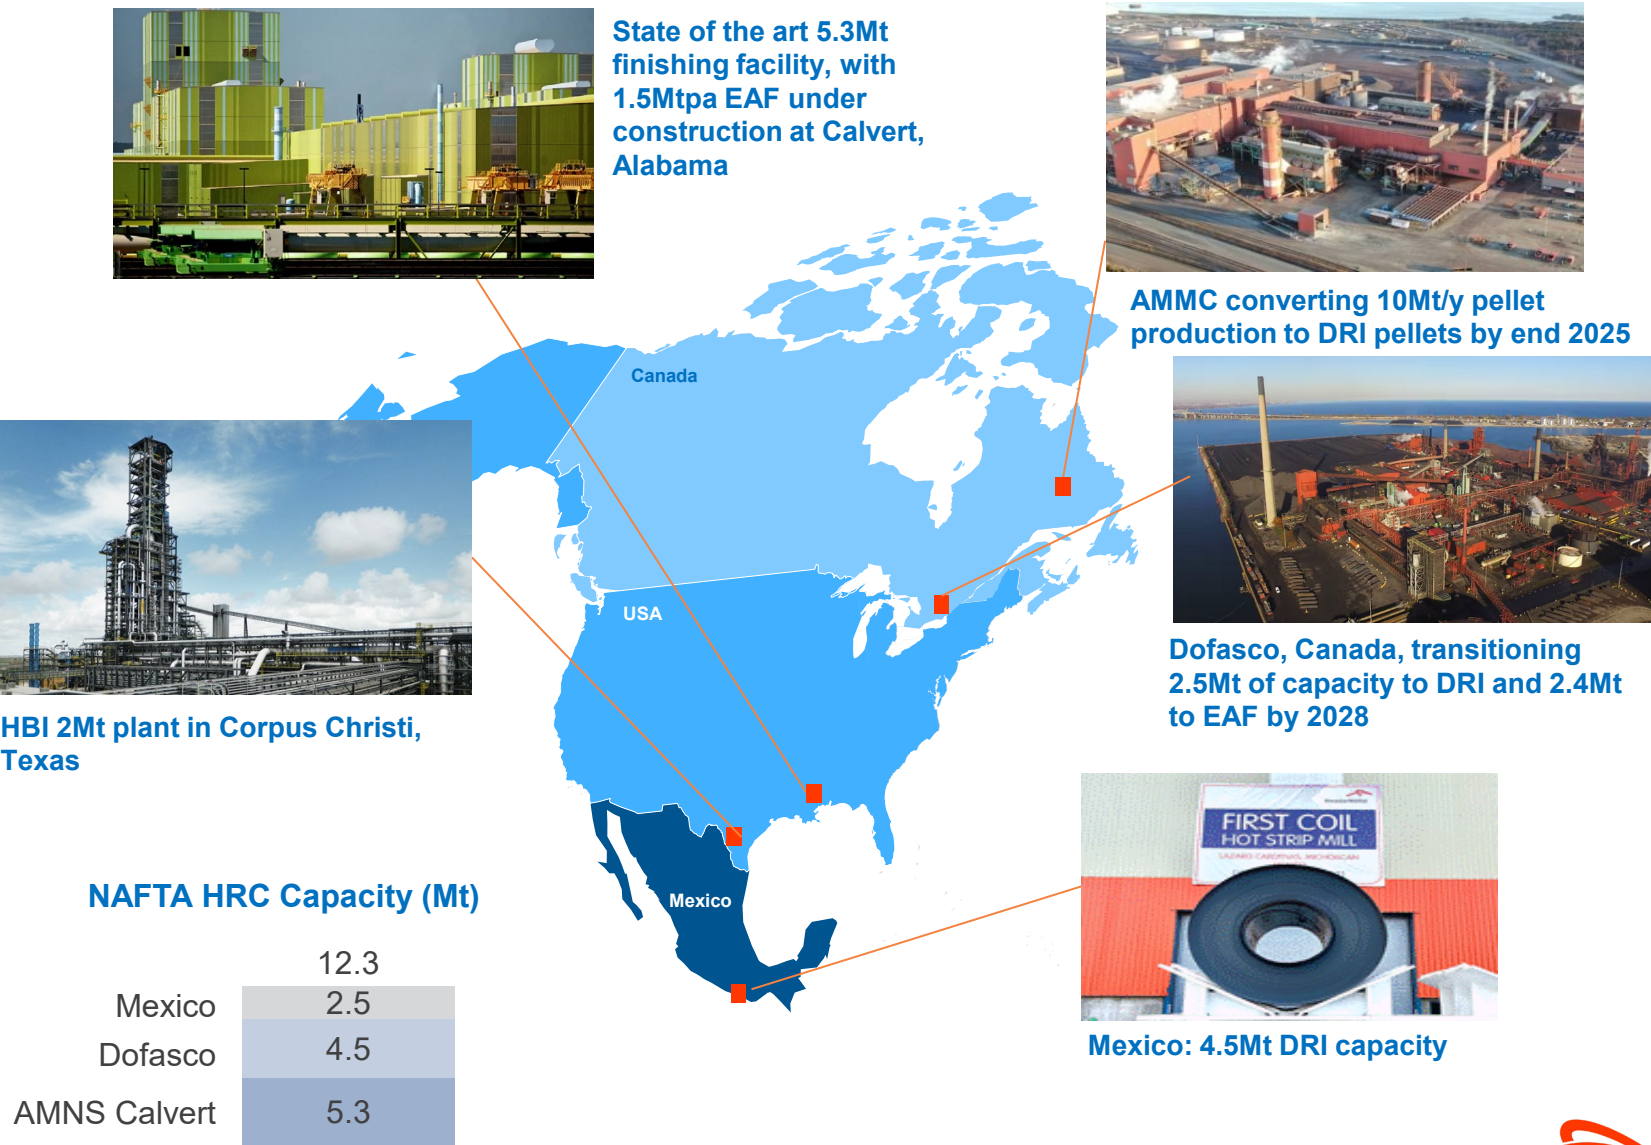 State of the art 5.3Mt
finishing facility, with
1.5Mtpa EAF under
construction at Calvert,
Alabama
AMMC converting 10Mt/y pellet
production to DRI pellets by end 2025
Canada
USA
Mexico
HBI 2Mt plant in Corpus Christi,
Texas
Dofasco, Canada, transitioning
2.5Mt of capacity to DRI and 2.4Mt
to EAF by 2028
FIRST COIL
HOT STRIP MILL
LAZARO CARDENAS, MICHOACAN
Mexico: 4.5Mt DRI capacity
NAFTA HRC Capacity (Mt)
12.3
Mexico 2.5
Dofasco 4.5
AMNS Calvert 5.3